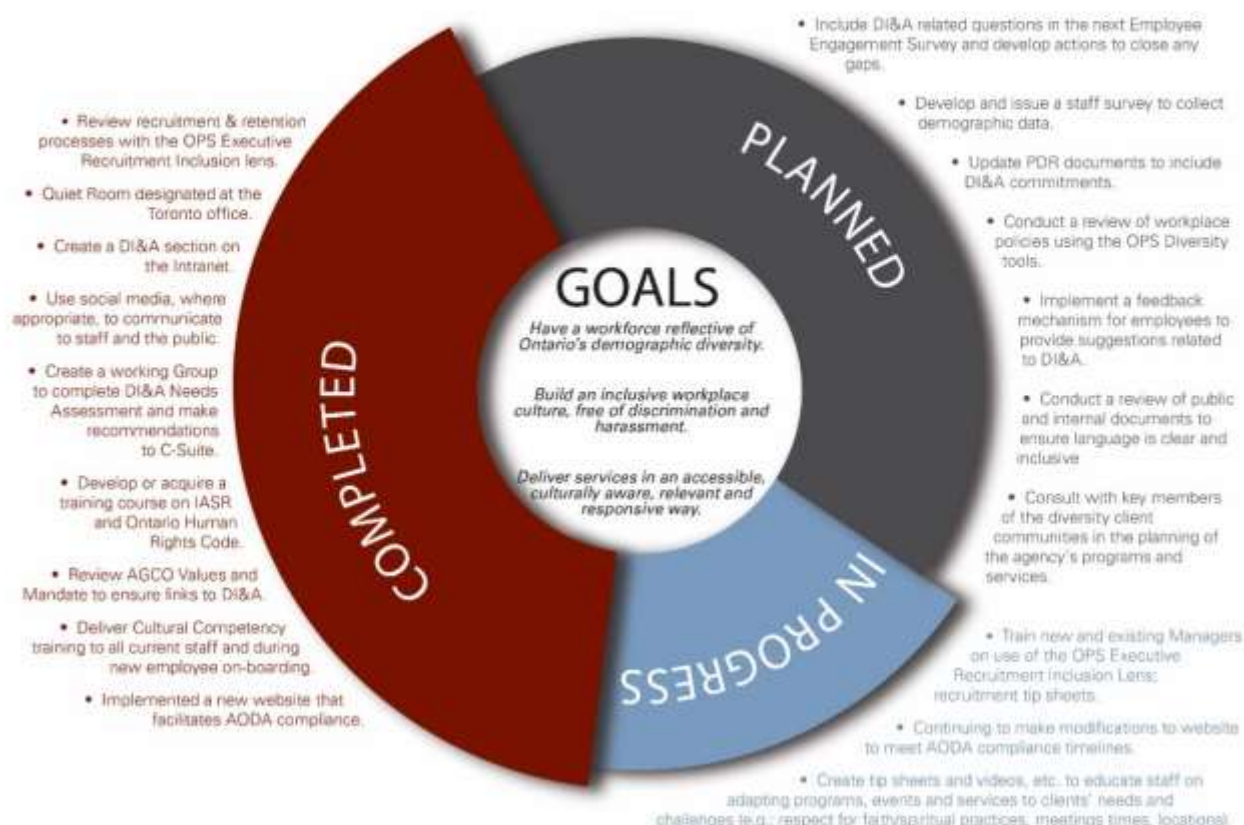 • Include DI&A related questions in the next Employee
Engagement Survey and develop actions to close any
gaps.
• Develop and issue a staff survey to collect
demographic data.
• Update PDR documents to include
DI&A commitments.
• Conduct a review of workplace
policies using the OPS Diversity
tools.
• Implement a feedback
mechanism for employees to
provide suggestions related
to DI&A.
• Conduct a review of public
and internal documents to
ensure language is clear and
inclusive
• Consult with key members
of the diversity client
communities in the planning of
the agency's programs and
services.
PLANNED
• Review recruitment & retention
processes with the OPS Executive
Recruitment Inclusion lens.
• Quiet Room designated at the
Toronto office.
• Create a DI&A section on
the Intranet.
• Use social media, where
appropriate, to communicate
to staff and the public.
• Create a working Group
to complete DI&A Needs
Assessment and make
recommendations
to C-Suite.
• Develop or acquire a
training course on IASR
and Ontario Human
Rights Code.
• Review AGCO Values and
Mandate to ensure links to DI&A.
• Deliver Cultural Competency
training to all current staff and during
new employee on-boarding.
• Implemented a new website that
facilitates AODA compliance.
COMPLETED
GOALS
Have a workforce reflective of
Ontario's demographic diversity.
Build an inclusive workplace
culture, free of discrimination and
harassment.
Deliver services in an accessible,
culturally aware, relevant and
responsive way.
IN PROGRESS
• Train new and existing Managers
on use of the OPS Executive
Recruitment Inclusion Lens;
recruitment tip sheets.
• Continuing to make modifications to website
to meet AODA compliance timelines.
• Create tip sheets and videos, etc. to educate staff on
adapting programs, events and services to clients' needs and
challenges (e.g.: respect for faith/spiritual practices, meetings times, locations)